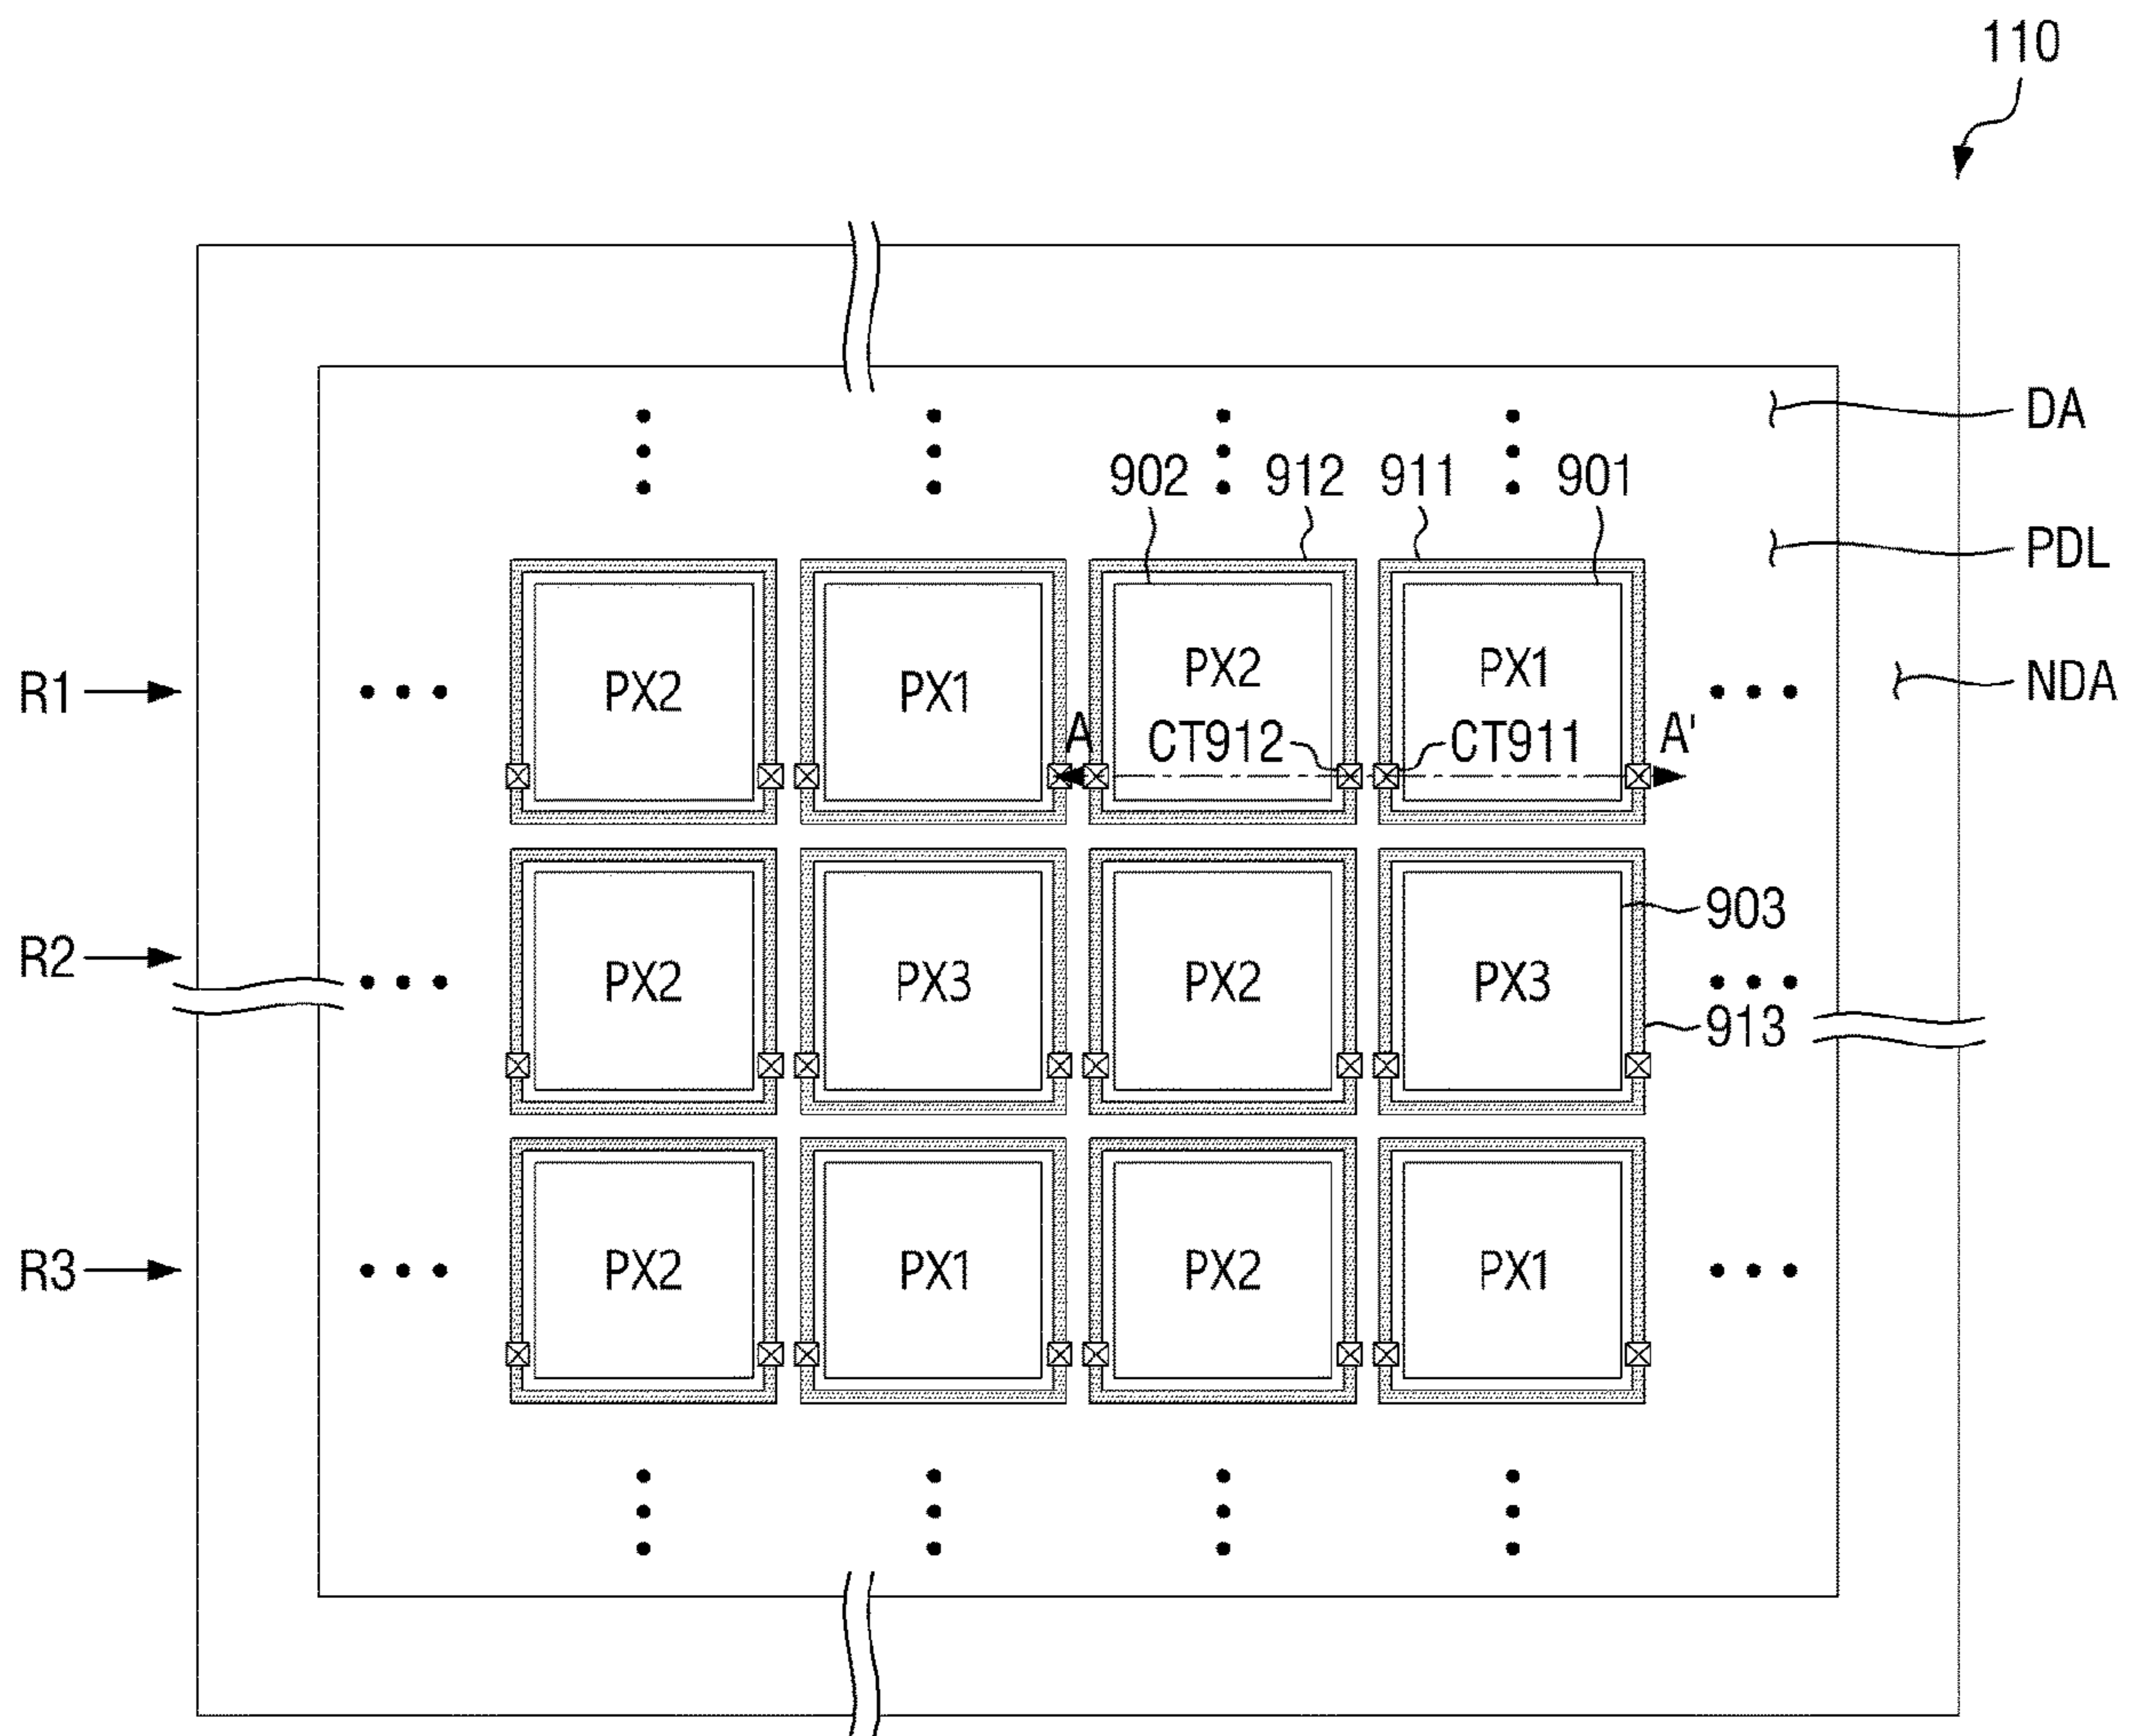 110
DA
902 912 911 901
PDL
R1 PX2 PX1 PX2 PX1 NDA
A CT912 CT911 A'
903
R2 PX2 PX3 PX2 PX3
913
R3 PX2 PX1 PX2 PX1